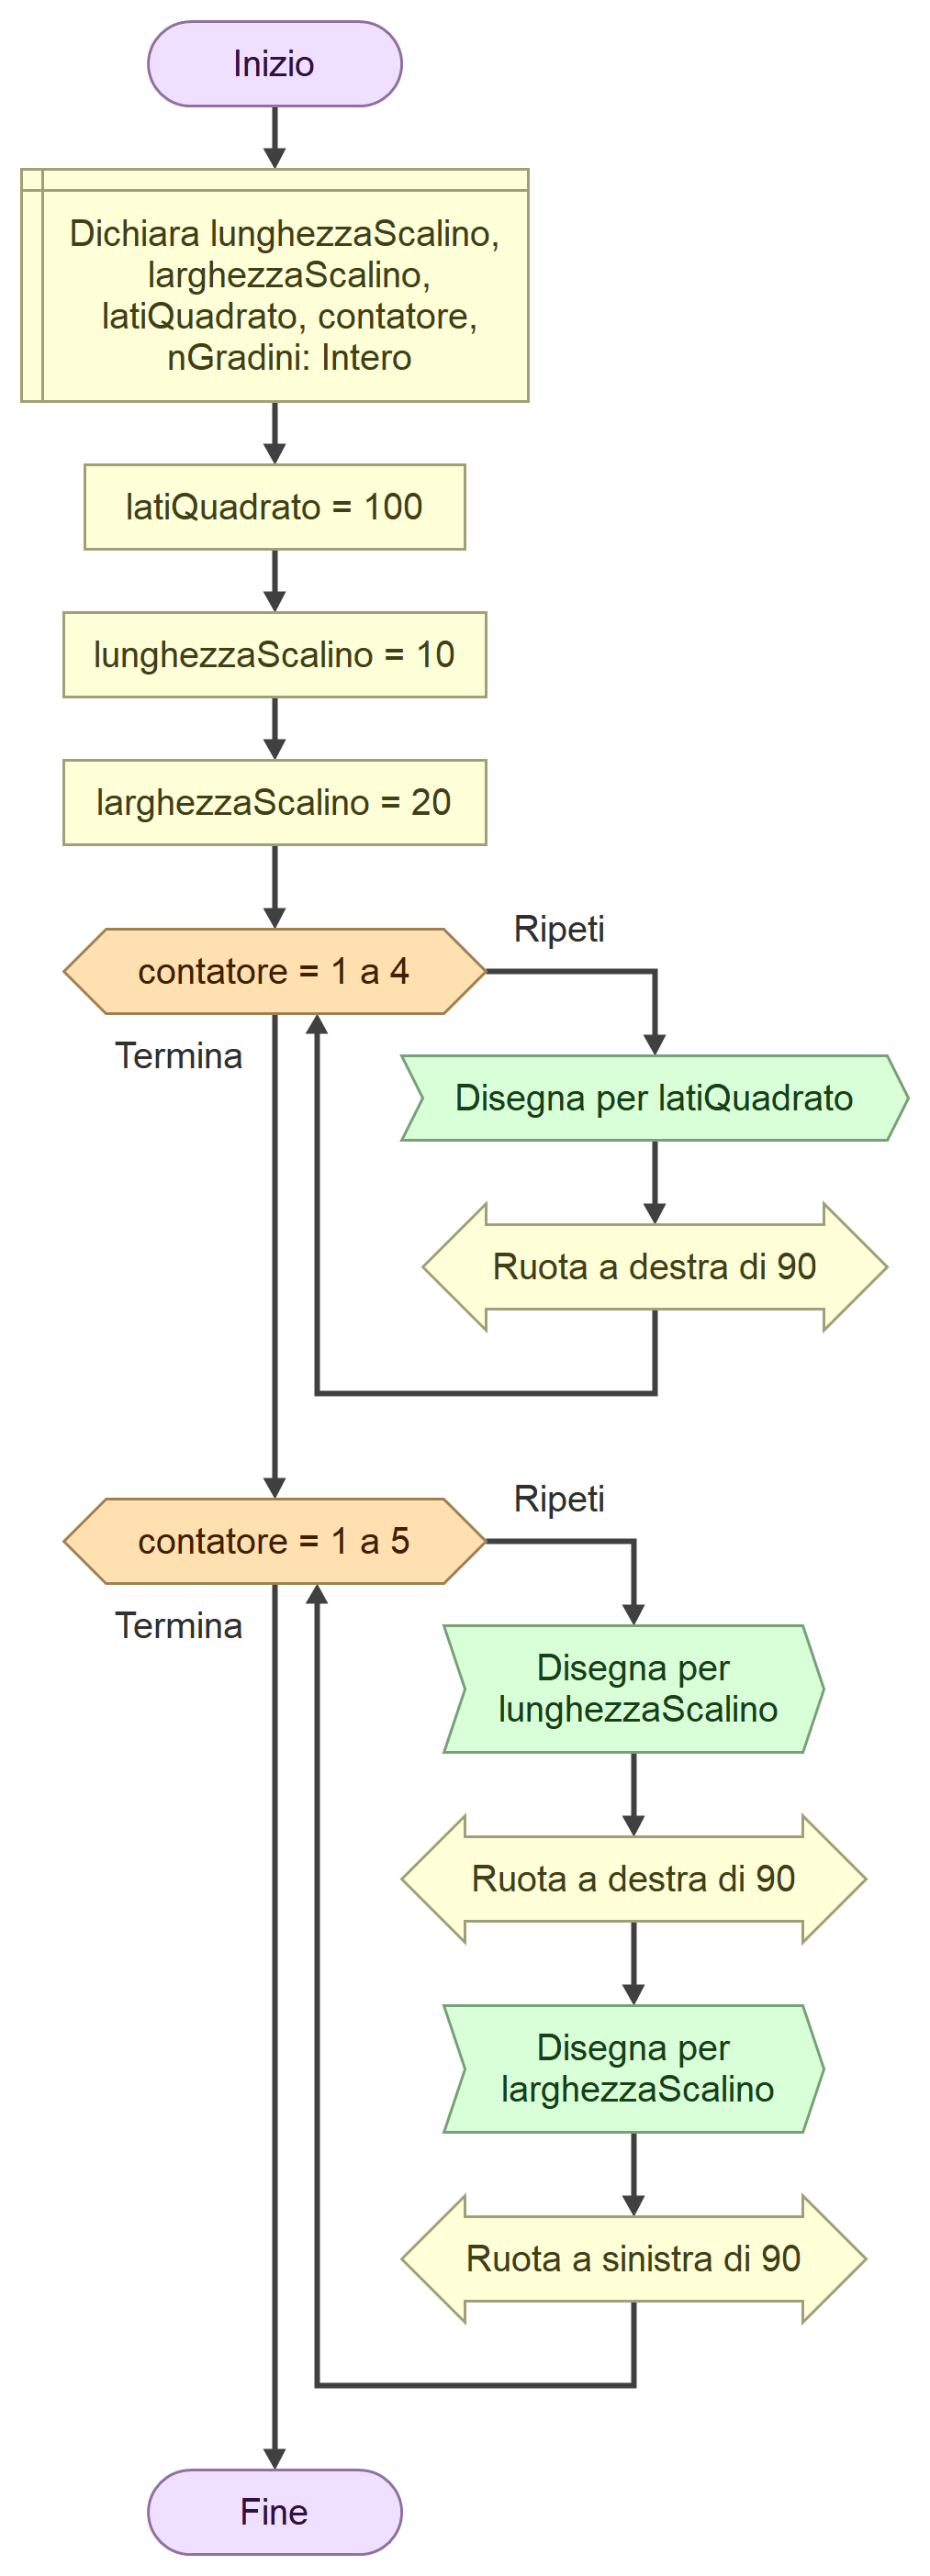 Inizio
Dichiara lunghezzaScalino,
larghezzaScalino,
latiQuadrato, contatore,
nGradini: Intero
latiQuadrato = 100
lunghezzaScalino = 10
larghezzaScalino = 20
contatore = 1 a 4
Ripeti
Termina
Disegna per latiQuadrato
Ruota a destra di 90
contatore = 1 a 5
Ripeti
Termina
Disegna per
lunghezzaScalino
Ruota a destra di 90
Disegna per
larghezzaScalino
Ruota a sinistra di 90
Fine